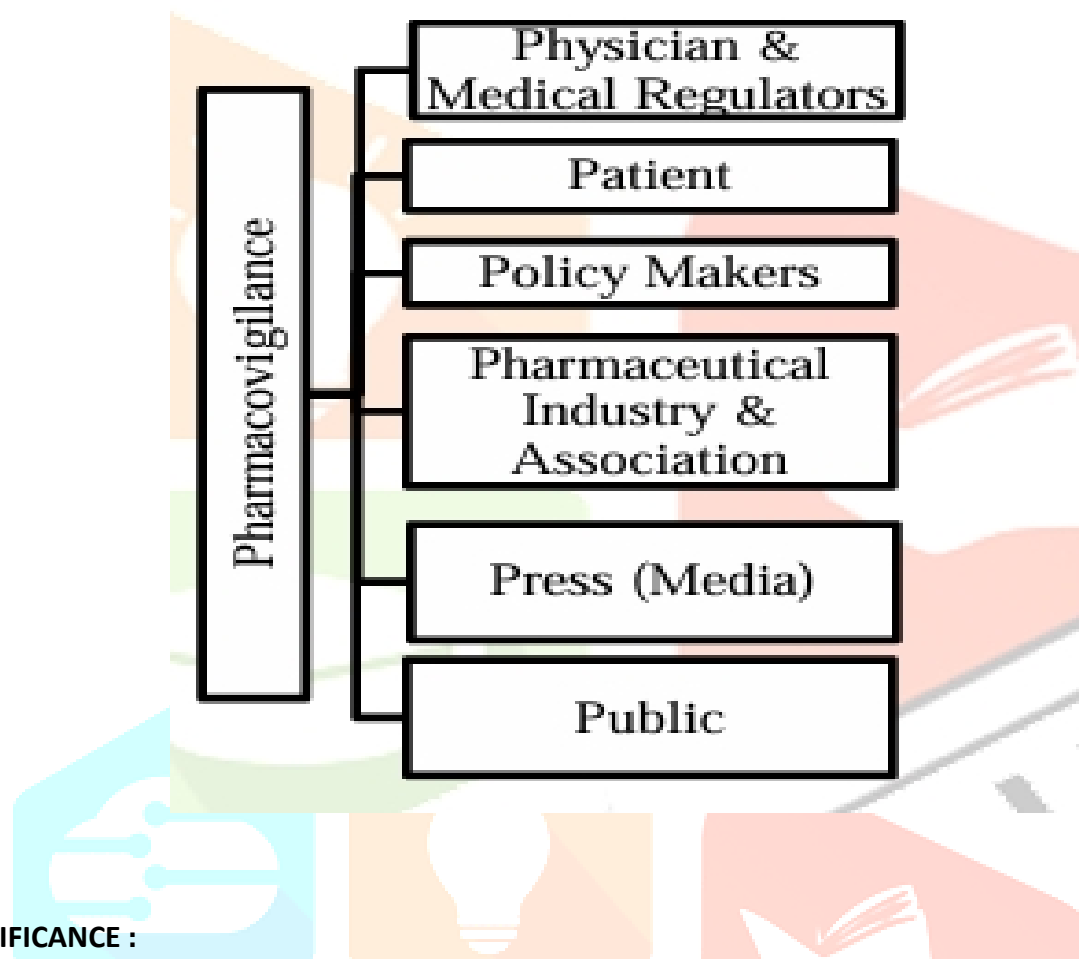 Pharmacovigilance
Physician &
Medical Regulators
Patient
Policy Makers
Pharmaceutical
Industry &
Association
Press (Media)
Public
IFICANCE :